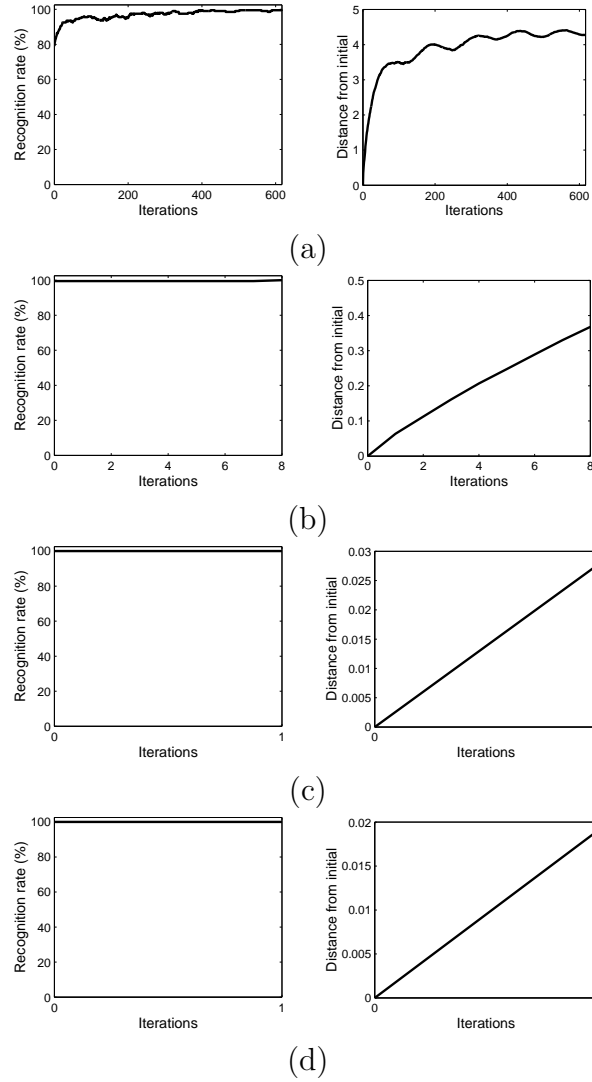 100
80
60
40
20
0
0 200 400 600
Recognition rate (%)
Iterations
5
4
3
2
1
0
0 200 400 600
Distance from initial
Iterations
(a)
100
80
60
40
20
0
0 2 4 6 8
Recognition rate (%)
Iterations
0.5
0.4
0.3
0.2
0.1
0
0 2 4 6 8
Distance from initial
Iterations
(b)
100
80
60
40
20
0
0 1
Recognition rate (%)
Iterations
0.03
0.025
0.02
0.015
0.01
0.005
0
0
Distance from initial
Iterations
(c)
100
80
60
40
20
0
0 1
Recognition rate (%)
Iterations
0.02
0.015
0.01
0.005
0
0
Distance from initial
Iterations
(d)